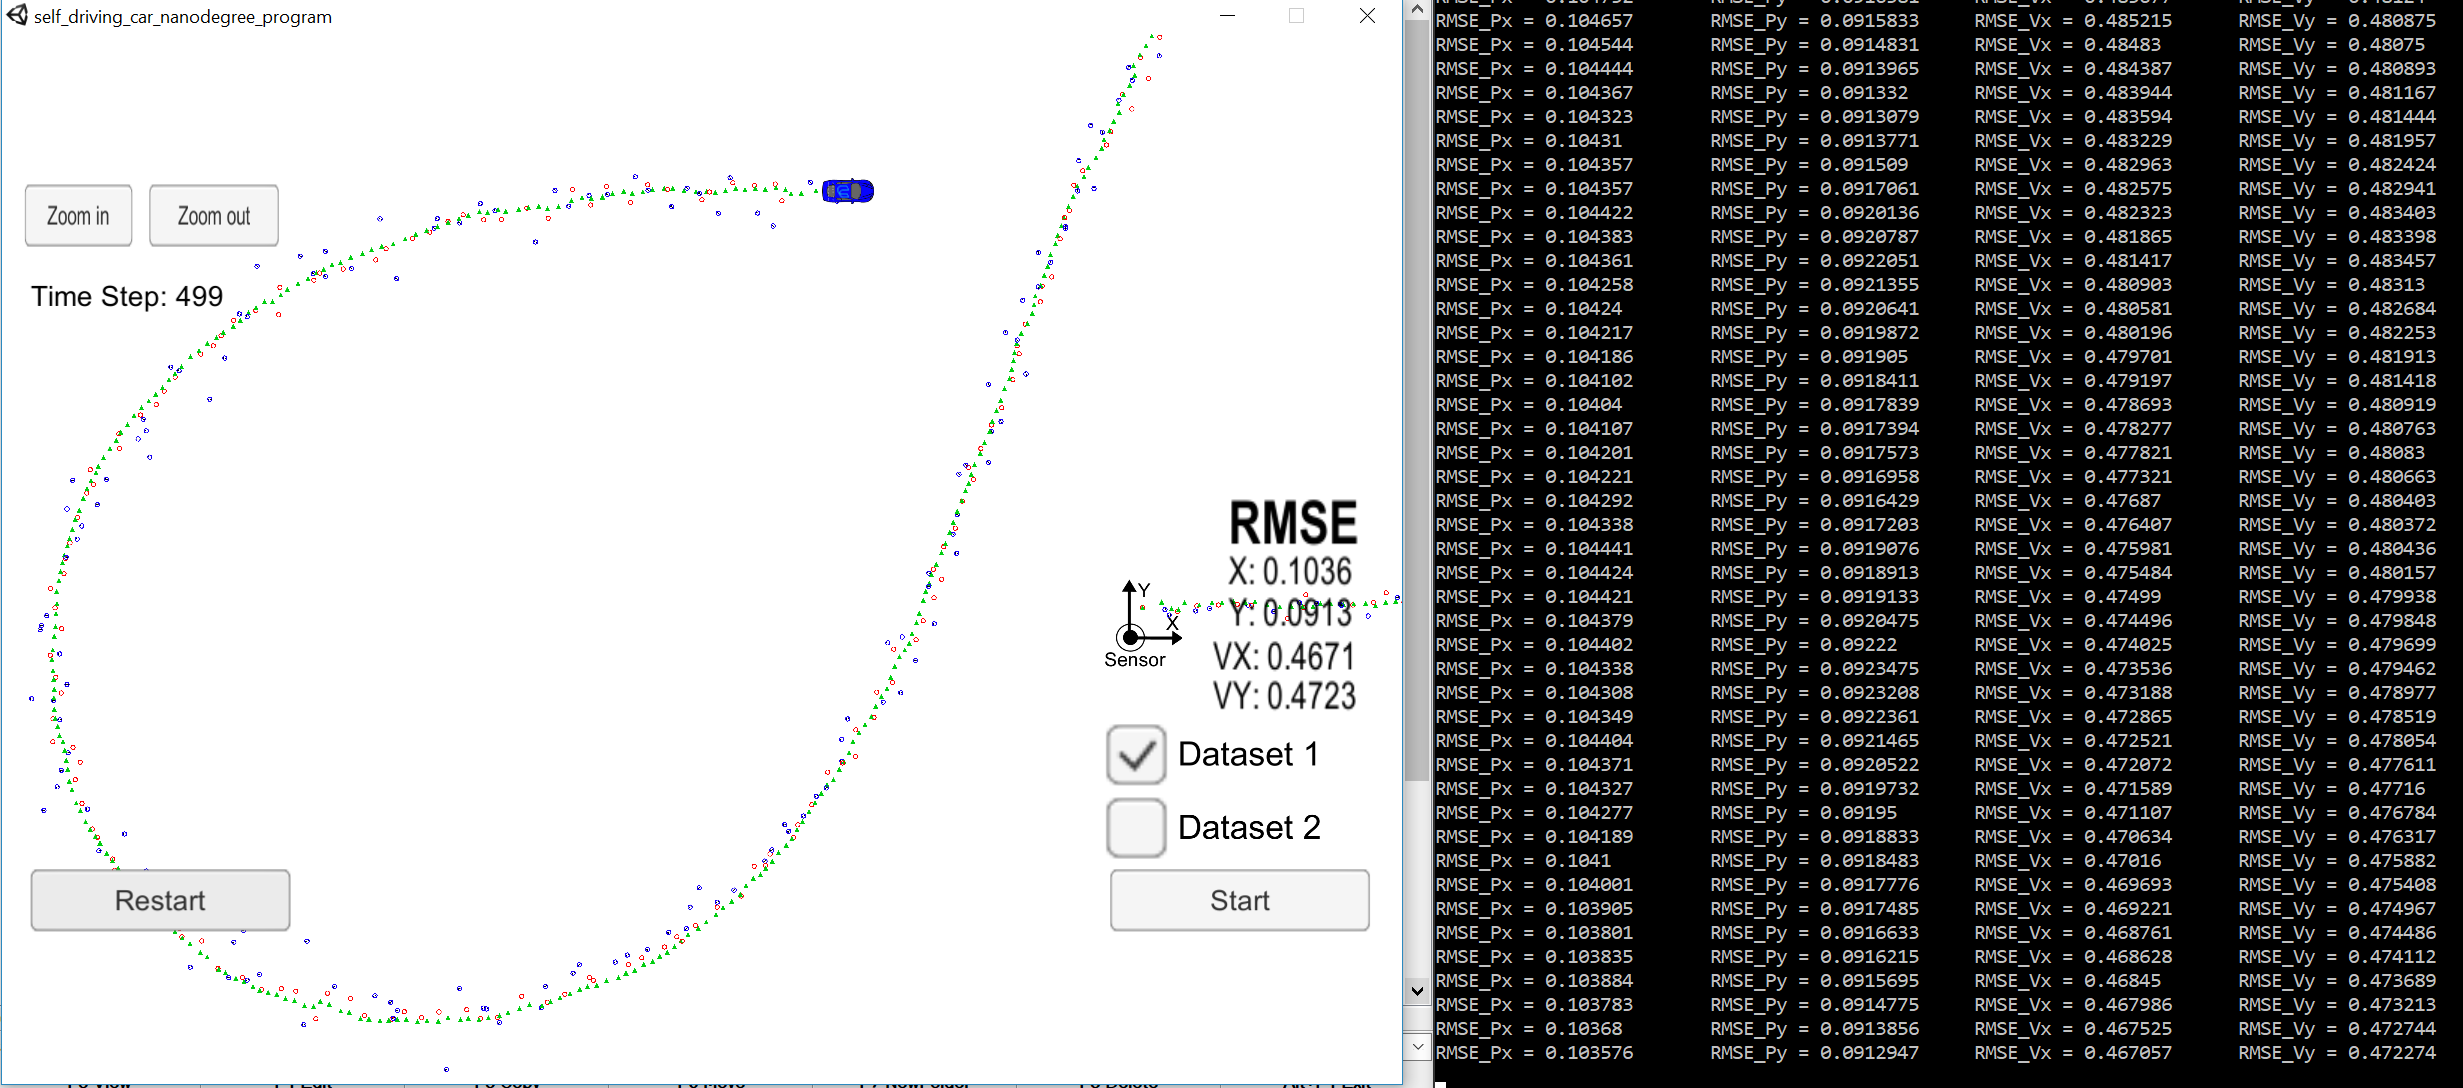 self_driving_car_nanodegree_program
Zoom in
Zoom out
Time Step: 499
RMSE
X: 0.1036
Y: 0.0913
VX: 0.4671
VY: 0.4723
Y
X
Sensor
Dataset 1
Dataset 2
Restart
Start
RMSE_Px = 0.104657 RMSE_Py = 0.0915833 RMSE_Vx = 0.485215 RMSE_Vy = 0.480875
RMSE_Px = 0.104544 RMSE_Py = 0.0914831 RMSE_Vx = 0.48483 RMSE_Vy = 0.48075
RMSE_Px = 0.104444 RMSE_Py = 0.0913965 RMSE_Vx = 0.484387 RMSE_Vy = 0.480893
RMSE_Px = 0.104367 RMSE_Py = 0.091332 RMSE_Vx = 0.483944 RMSE_Vy = 0.481167
RMSE_Px = 0.104323 RMSE_Py = 0.0913079 RMSE_Vx = 0.483594 RMSE_Vy = 0.481444
RMSE_Px = 0.10431 RMSE_Py = 0.0913771 RMSE_Vx = 0.483229 RMSE_Vy = 0.481957
RMSE_Px = 0.104357 RMSE_Py = 0.091509 RMSE_Vx = 0.482963 RMSE_Vy = 0.482424
RMSE_Px = 0.104357 RMSE_Py = 0.0917061 RMSE_Vx = 0.482575 RMSE_Vy = 0.482941
RMSE_Px = 0.104422 RMSE_Py = 0.0920136 RMSE_Vx = 0.482323 RMSE_Vy = 0.483403
RMSE_Px = 0.104383 RMSE_Py = 0.0920787 RMSE_Vx = 0.481865 RMSE_Vy = 0.483398
RMSE_Px = 0.104361 RMSE_Py = 0.0922051 RMSE_Vx = 0.481417 RMSE_Vy = 0.483457
RMSE_Px = 0.104258 RMSE_Py = 0.0921355 RMSE_Vx = 0.480903 RMSE_Vy = 0.48313
RMSE_Px = 0.10424 RMSE_Py = 0.0920641 RMSE_Vx = 0.480581 RMSE_Vy = 0.482684
RMSE_Px = 0.104217 RMSE_Py = 0.0919872 RMSE_Vx = 0.480196 RMSE_Vy = 0.482253
RMSE_Px = 0.104186 RMSE_Py = 0.091905 RMSE_Vx = 0.479701 RMSE_Vy = 0.481913
RMSE_Px = 0.104102 RMSE_Py = 0.0918411 RMSE_Vx = 0.479197 RMSE_Vy = 0.481418
RMSE_Px = 0.10404 RMSE_Py = 0.0917839 RMSE_Vx = 0.478693 RMSE_Vy = 0.480919
RMSE_Px = 0.104107 RMSE_Py = 0.0917394 RMSE_Vx = 0.478277 RMSE_Vy = 0.480763
RMSE_Px = 0.104201 RMSE_Py = 0.0917573 RMSE_Vx = 0.477821 RMSE_Vy = 0.48083
RMSE_Px = 0.104221 RMSE_Py = 0.0916958 RMSE_Vx = 0.477321 RMSE_Vy = 0.480663
RMSE_Px = 0.104292 RMSE_Py = 0.0916429 RMSE_Vx = 0.47687 RMSE_Vy = 0.480403
RMSE_Px = 0.104338 RMSE_Py = 0.0917203 RMSE_Vx = 0.476407 RMSE_Vy = 0.480372
RMSE_Px = 0.104441 RMSE_Py = 0.0919076 RMSE_Vx = 0.475981 RMSE_Vy = 0.480436
RMSE_Px = 0.104424 RMSE_Py = 0.0918913 RMSE_Vx = 0.475484 RMSE_Vy = 0.480157
RMSE_Px = 0.104421 RMSE_Py = 0.0919133 RMSE_Vx = 0.47499 RMSE_Vy = 0.479938
RMSE_Px = 0.104379 RMSE_Py = 0.0920475 RMSE_Vx = 0.474496 RMSE_Vy = 0.479848
RMSE_Px = 0.104402 RMSE_Py = 0.09222 RMSE_Vx = 0.474025 RMSE_Vy = 0.479699
RMSE_Px = 0.104338 RMSE_Py = 0.0923475 RMSE_Vx = 0.473536 RMSE_Vy = 0.479462
RMSE_Px = 0.104308 RMSE_Py = 0.0923208 RMSE_Vx = 0.473188 RMSE_Vy = 0.478977
RMSE_Px = 0.104349 RMSE_Py = 0.0922361 RMSE_Vx = 0.472865 RMSE_Vy = 0.478519
RMSE_Px = 0.104404 RMSE_Py = 0.0921465 RMSE_Vx = 0.472521 RMSE_Vy = 0.478054
RMSE_Px = 0.104371 RMSE_Py = 0.0920522 RMSE_Vx = 0.472072 RMSE_Vy = 0.477611
RMSE_Px = 0.104327 RMSE_Py = 0.0919732 RMSE_Vx = 0.471589 RMSE_Vy = 0.47716
RMSE_Px = 0.104277 RMSE_Py = 0.09195 RMSE_Vx = 0.471107 RMSE_Vy = 0.476784
RMSE_Px = 0.104189 RMSE_Py = 0.0918833 RMSE_Vx = 0.470634 RMSE_Vy = 0.476317
RMSE_Px = 0.1041 RMSE_Py = 0.0918483 RMSE_Vx = 0.47016 RMSE_Vy = 0.475882
RMSE_Px = 0.104001 RMSE_Py = 0.0917776 RMSE_Vx = 0.469693 RMSE_Vy = 0.475408
RMSE_Px = 0.103905 RMSE_Py = 0.0917485 RMSE_Vx = 0.469221 RMSE_Vy = 0.474967
RMSE_Px = 0.103801 RMSE_Py = 0.0916633 RMSE_Vx = 0.468761 RMSE_Vy = 0.474486
RMSE_Px = 0.103835 RMSE_Py = 0.0916215 RMSE_Vx = 0.468628 RMSE_Vy = 0.474112
RMSE_Px = 0.103884 RMSE_Py = 0.0915695 RMSE_Vx = 0.46845 RMSE_Vy = 0.473689
RMSE_Px = 0.103783 RMSE_Py = 0.0914775 RMSE_Vx = 0.467986 RMSE_Vy = 0.473213
RMSE_Px = 0.10368 RMSE_Py = 0.0913856 RMSE_Vx = 0.467525 RMSE_Vy = 0.472744
RMSE_Px = 0.103576 RMSE_Py = 0.0912947 RMSE_Vx = 0.467057 RMSE_Vy = 0.472274